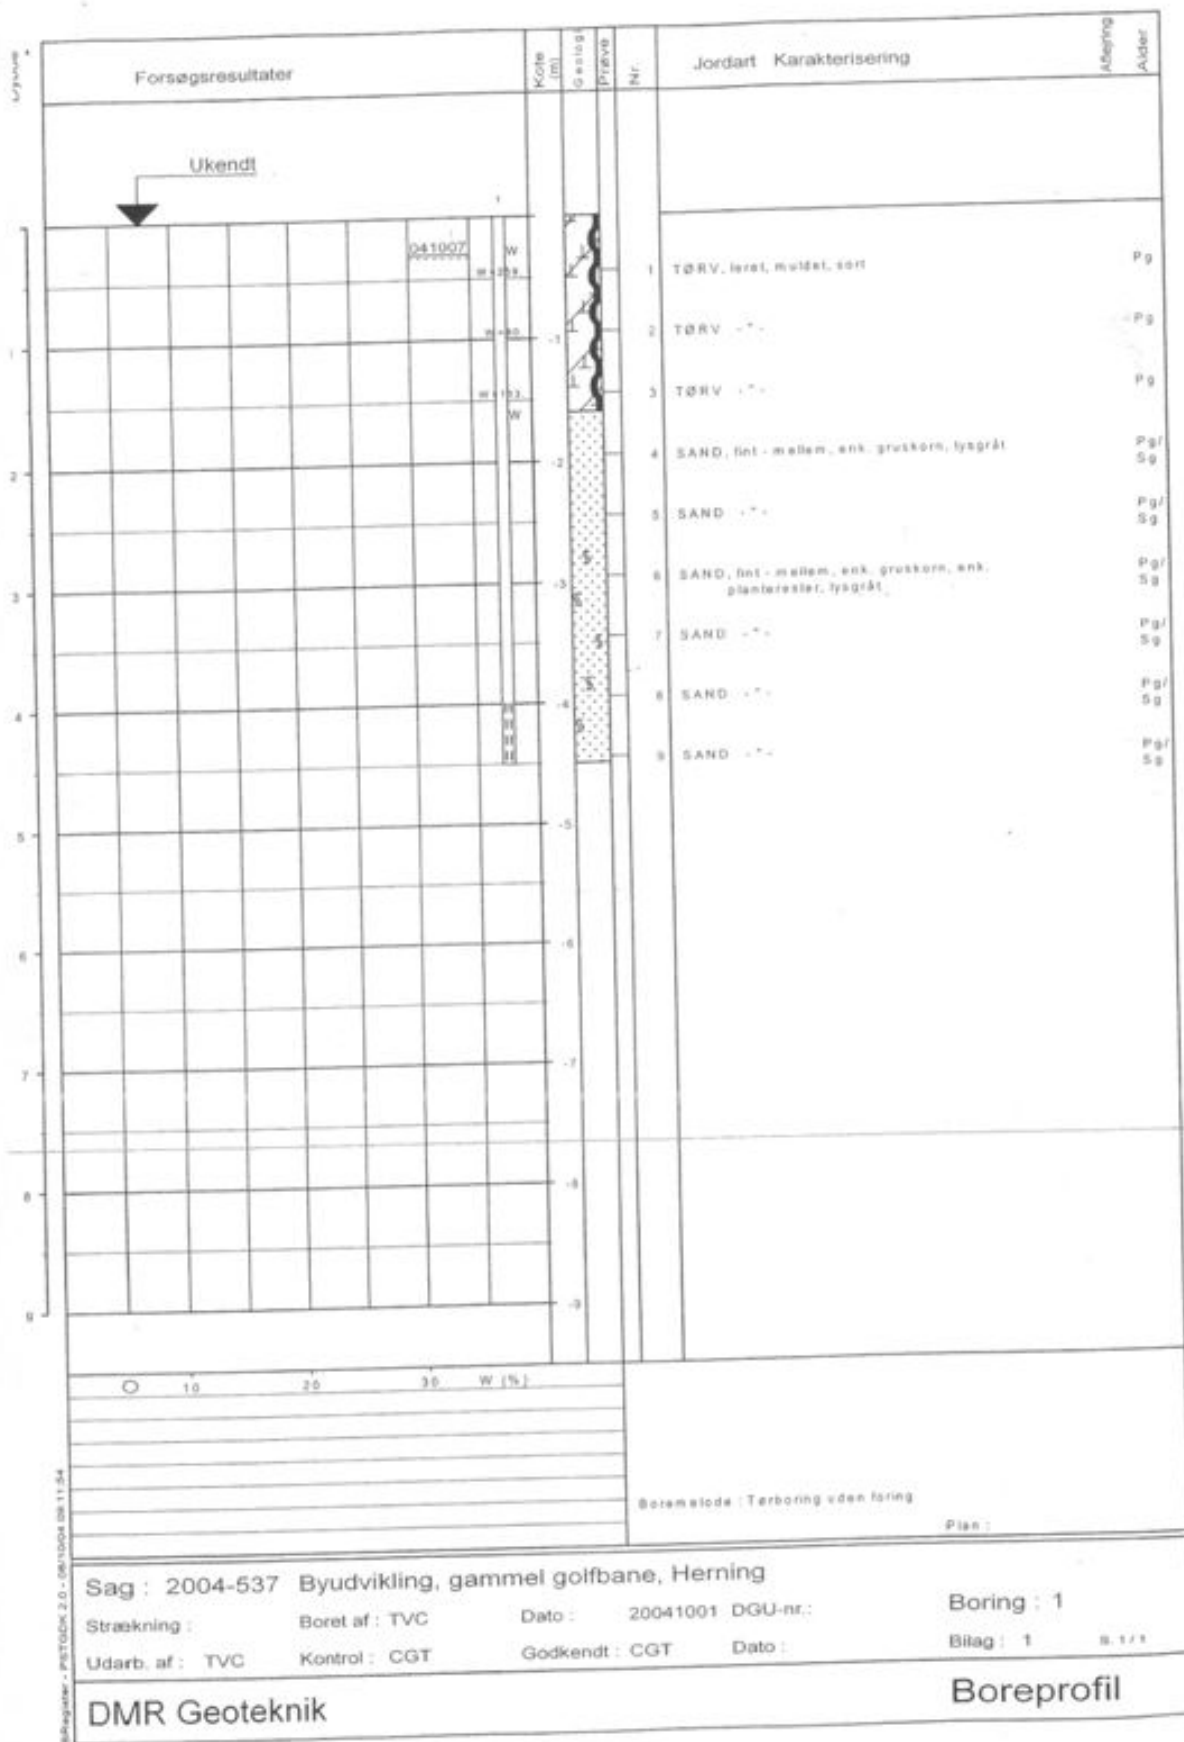 Dybde
Forsøgsresultater
Kote
(m)
Geologi
Prøve
Nr.
Jordart Karakterisering
Aflejring
Alder
Ukendt
041007
W
1 TØRV, leret, muldet, sort Pg
2 TØRV -"- Pg
-1
1
3 TØRV -"- Pg
W
4 SAND, fint - mellem, enk. gruskorn, lysgråt Pg/
Sg
-2
2
5 SAND -"- Pg/
Sg
6 SAND, fint - mellem, enk. gruskorn, enk. Pg/
planterester, lysgråt Sg
-3
3
7 SAND -"- Pg/
Sg
8 SAND -"- Pg/
Sg
-4
4
9 SAND -"- Pg/
Sg
-5
5
-6
6
-7
7
-8
8
-9
9
10 20 30 W (%)
Boremetode : Tørboring uden foring
Plan :
Sag : 2004-537 Byudvikling, gammel golfbane, Herning
Strækning : Boret af : TVC Dato : 20041001 DGU-nr.: Boring : 1
Udarb. af : TVC Kontrol : CGT Godkendt : CGT Dato : Bilag : 1 S. 1 / 1
DMR Geoteknik Boreprofil